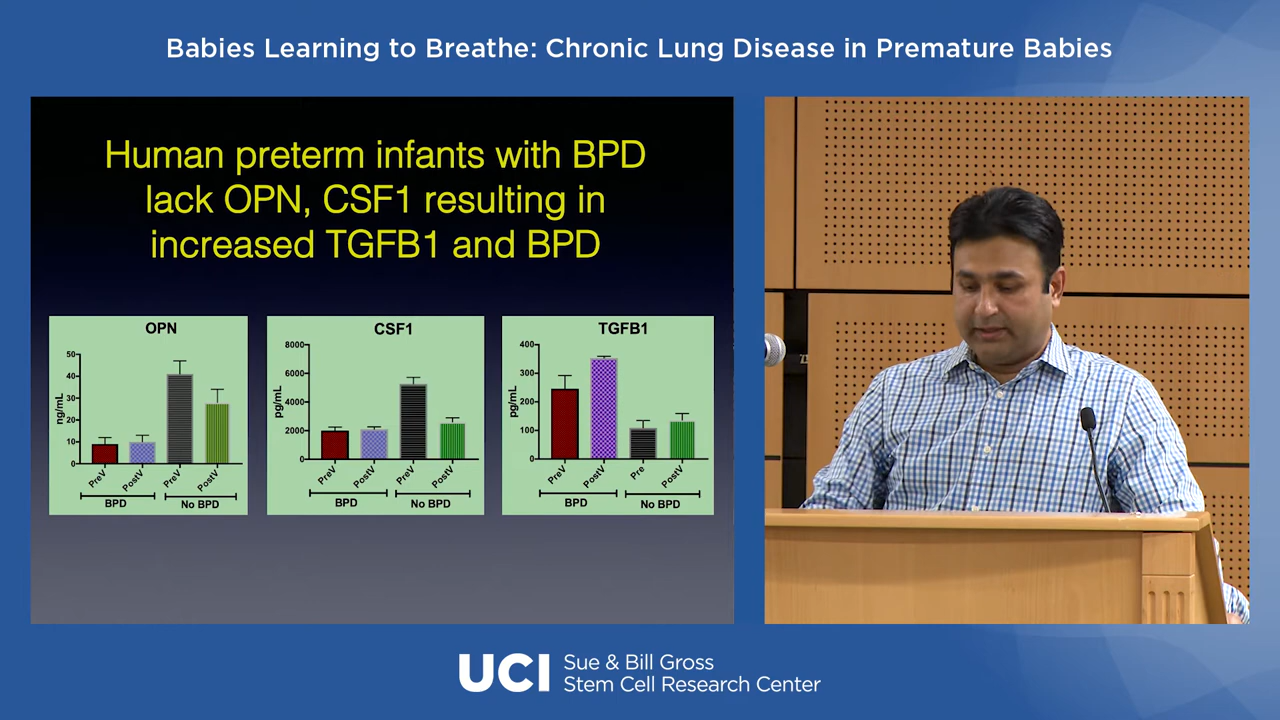 Babies Learning to Breathe: Chronic Lung Disease in Premature Babies
Human preterm infants with BPD
lack OPN, CSF1 resulting in
increased TGFB1 and BPD
OPN
ng/mL
50
40
30
20
10
0
PreV
PostV
PreV
PostV
BPD
No BPD
CSF1
pg/mL
8000
6000
4000
2000
0
PreV
PostV
PreV
PostV
BPD
No BPD
TGFB1
pg/mL
400
300
200
100
0
PreV
PostV
Pre
PostV
BPD
No BPD
UCI
Sue & Bill Gross
Stem Cell Research Center